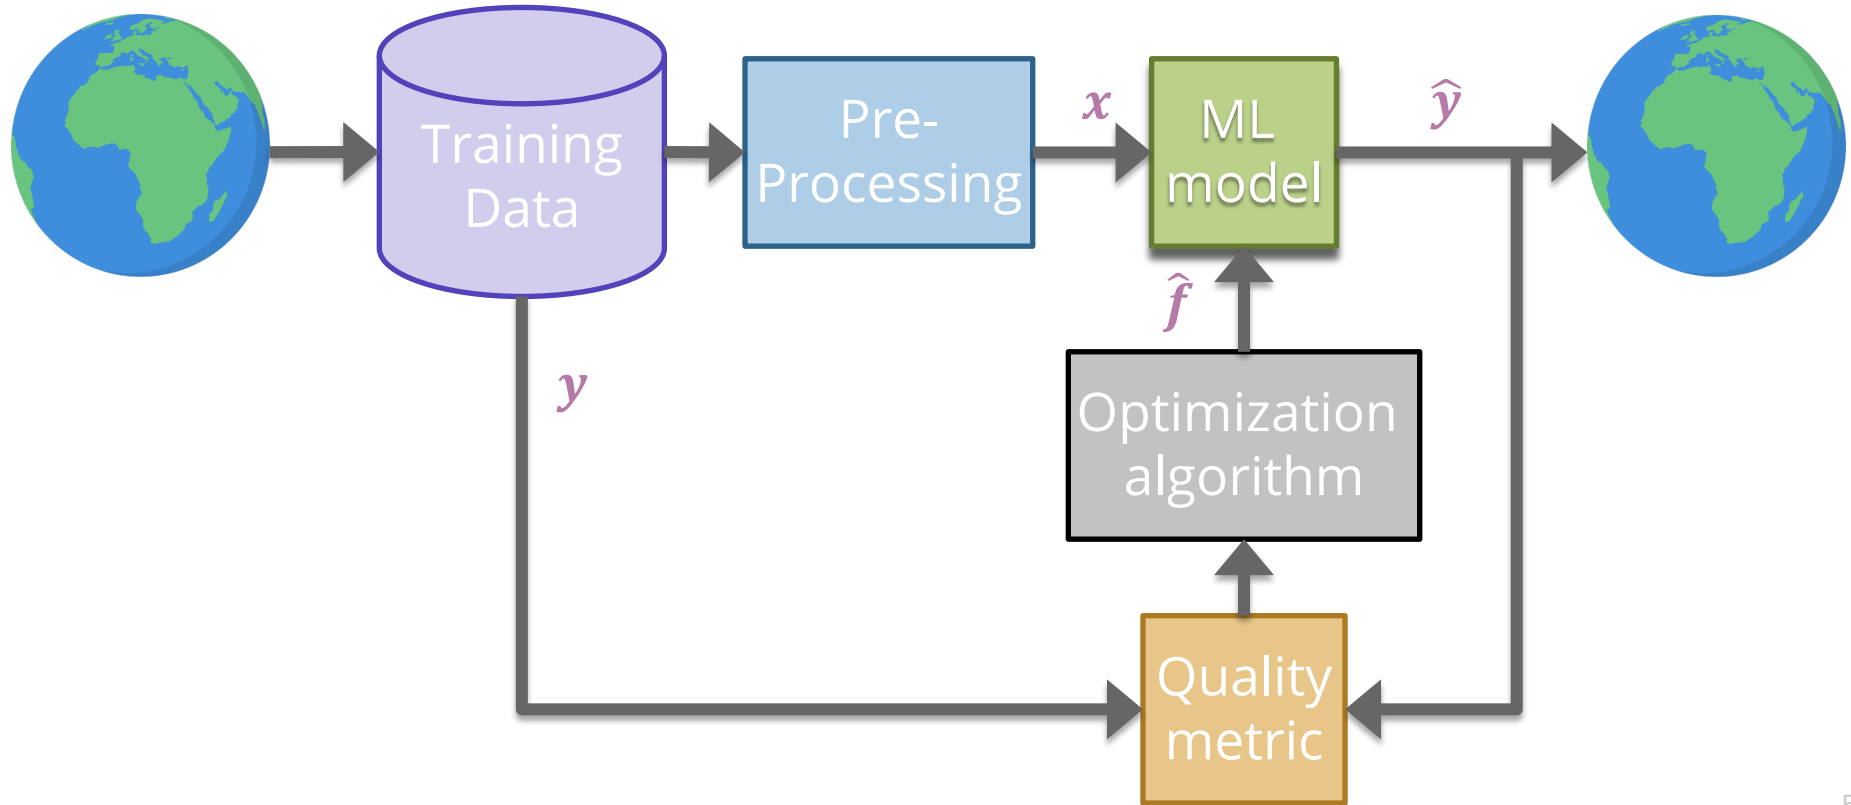 Training
Data
Pre-
Processing
x
ML
model
ŷ
f̂
y
Optimization
algorithm
Quality
metric